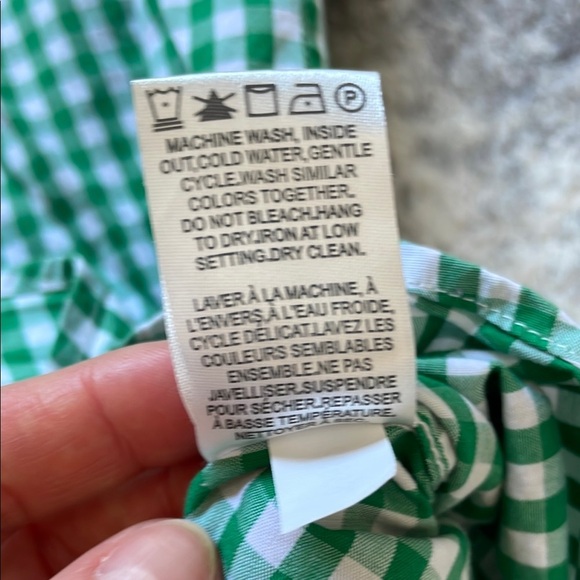 P
MACHINE WASH, INSIDE
OUT,COLD WATER,GENTLE
CYCLE.WASH SIMILAR
COLORS TOGETHER.
DO NOT BLEACH.HANG
TO DRY.IRON AT LOW
SETTING.DRY CLEAN.
LAVER À LA MACHINE, À
L'ENVERS,À L'EAU FROIDE,
CYCLE DÉLICAT.LAVEZ LES
COULEURS SEMBLABLES
ENSEMBLE.NE PAS
JAVELLISER.SUSPENDRE
POUR SÉCHER.REPASSER
À BASSE TEMPÉRATURE.
NETTOYER À SEC